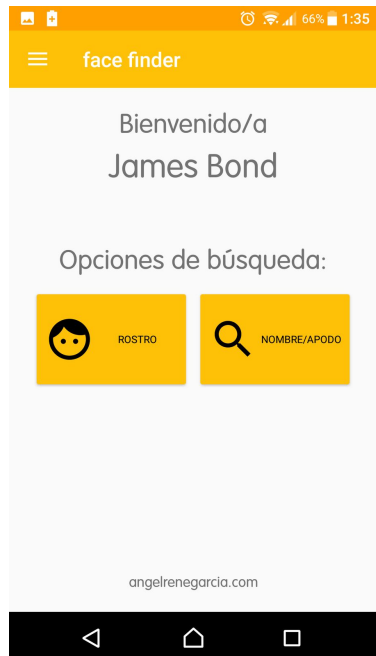 66% 1:35
face finder
Bienvenido/a
James Bond
Opciones de búsqueda:
ROSTRO NOMBRE/APODO
angelrenegarcia.com